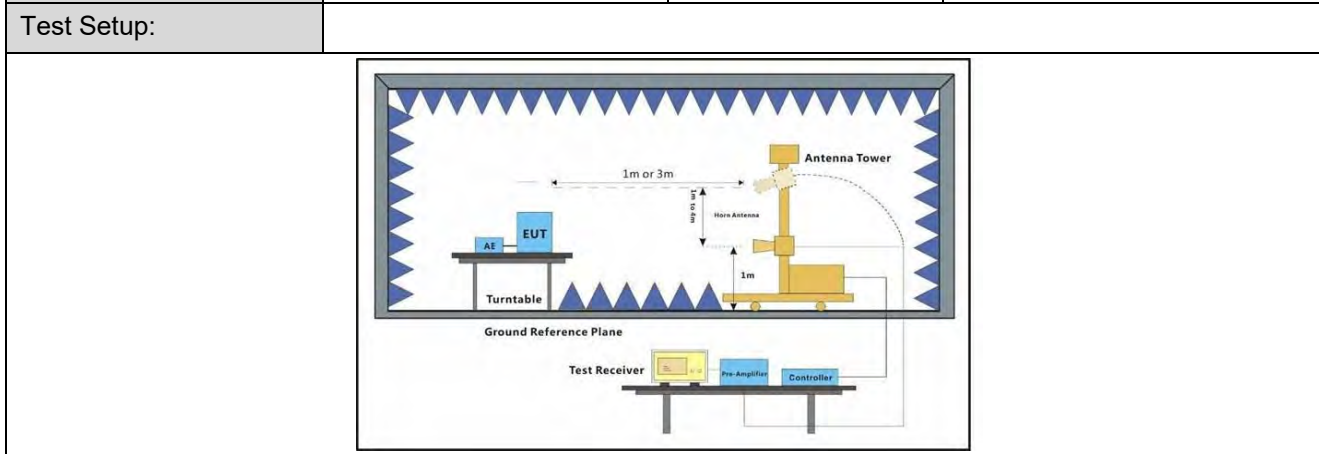 Test Setup:
1m or 3m
Antenna Tower
1m to 4m
Horn Antenna
EUT
AE
1m
Turntable
Ground Reference Plane
Test Receiver
Pre-Amplifier
Controller